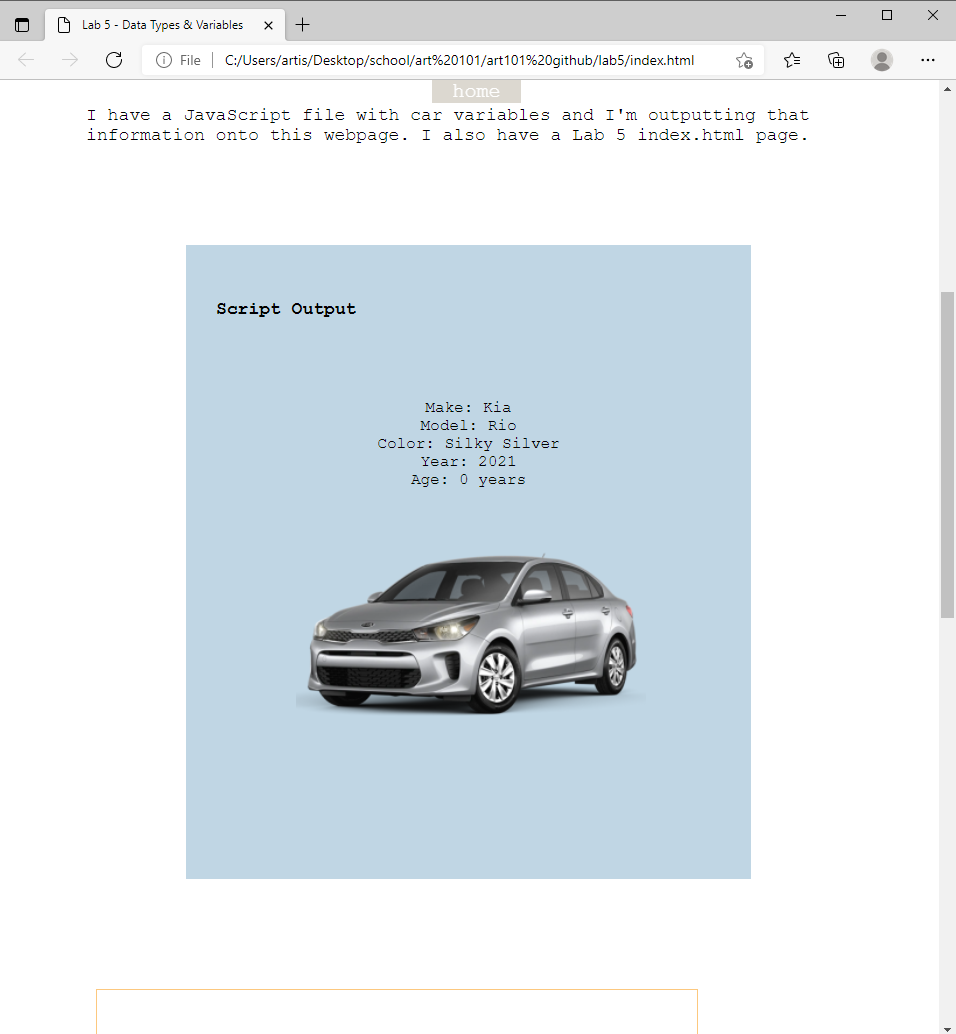 Lab 5 - Data Types & Variables
File
C:/Users/artis/Desktop/school/art%20101/art101%20github/lab5/index.html
home
I have a JavaScript file with car variables and I'm outputting that
information onto this webpage. I also have a Lab 5 index.html page.
Script Output
Make: Kia
Model: Rio
Color: Silky Silver
Year: 2021
Age: 0 years